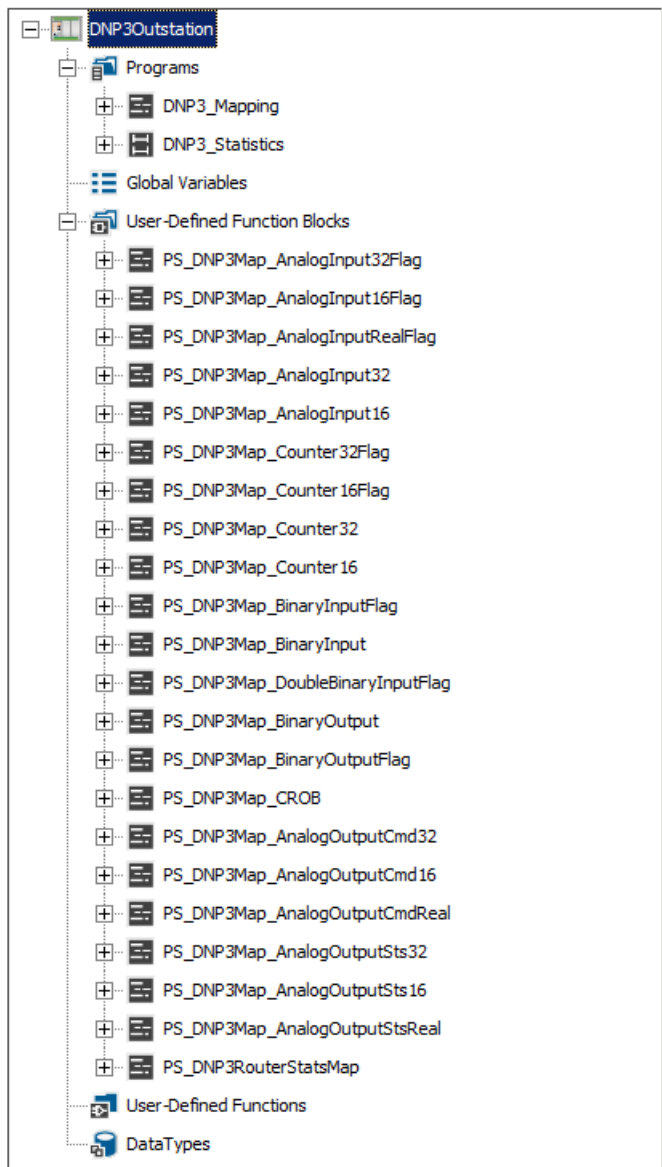 DNP3Outstation
Programs
DNP3_Mapping
DNP3_Statistics
Global Variables
User-Defined Function Blocks
PS_DNP3Map_AnalogInput32Flag
PS_DNP3Map_AnalogInput16Flag
PS_DNP3Map_AnalogInputRealFlag
PS_DNP3Map_AnalogInput32
PS_DNP3Map_AnalogInput16
PS_DNP3Map_Counter32Flag
PS_DNP3Map_Counter16Flag
PS_DNP3Map_Counter32
PS_DNP3Map_Counter16
PS_DNP3Map_BinaryInputFlag
PS_DNP3Map_BinaryInput
PS_DNP3Map_DoubleBinaryInputFlag
PS_DNP3Map_BinaryOutput
PS_DNP3Map_BinaryOutputFlag
PS_DNP3Map_CROB
PS_DNP3Map_AnalogOutputCmd32
PS_DNP3Map_AnalogOutputCmd16
PS_DNP3Map_AnalogOutputCmdReal
PS_DNP3Map_AnalogOutputSts32
PS_DNP3Map_AnalogOutputSts16
PS_DNP3Map_AnalogOutputStsReal
PS_DNP3RouterStatsMap
User-Defined Functions
DataTypes